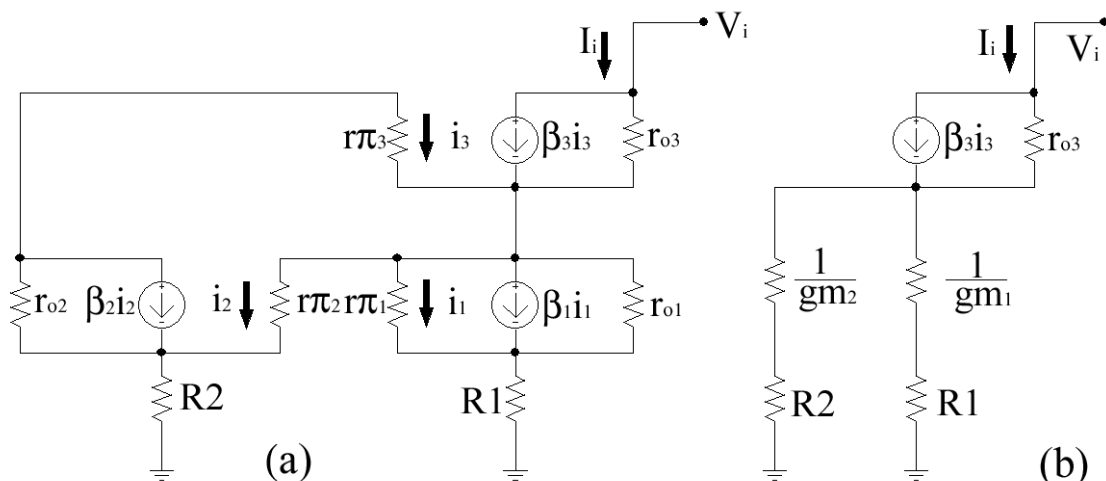 Ii Vi
rπ3 i3 β3i3 ro3
ro2 β2i2 i2 rπ2 rπ1 i1 β1i1 ro1
R2 R1
(a)
Ii Vi
β3i3 ro3
1/gm2 1/gm1
R2 R1
(b)